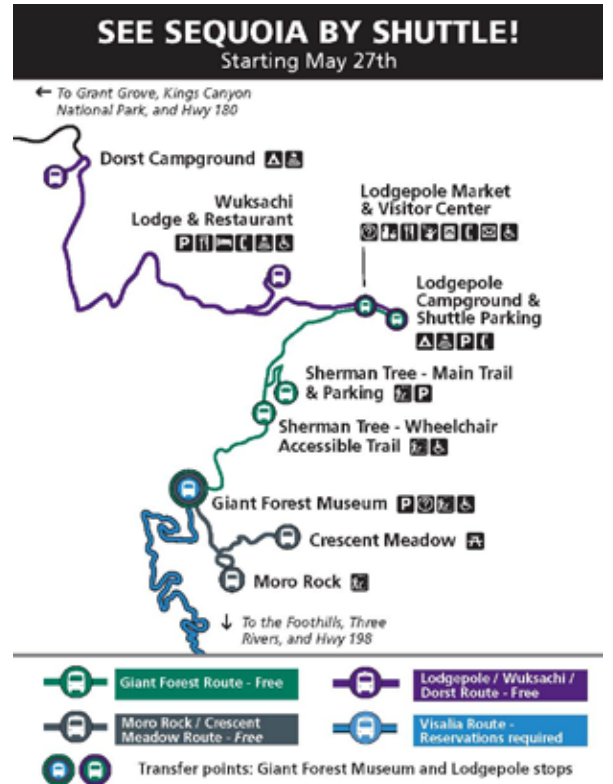 SEE SEQUOIA BY SHUTTLE!
Starting May 27th
← To Grant Grove, Kings Canyon
National Park, and Hwy 180
Dorst Campground
Wuksachi
Lodge & Restaurant
P
Lodgepole Market
& Visitor Center
Lodgepole
Campground &
Shuttle Parking
P
Sherman Tree - Main Trail
& Parking P
Sherman Tree - Wheelchair
Accessible Trail
Giant Forest Museum P
Crescent Meadow
Moro Rock
↓ To the Foothills, Three
Rivers, and Hwy 198
Giant Forest Route - Free
Lodgepole / Wuksachi /
Dorst Route - Free
Moro Rock / Crescent
Meadow Route - Free
Visalia Route -
Reservations required
Transfer points: Giant Forest Museum and Lodgepole stops